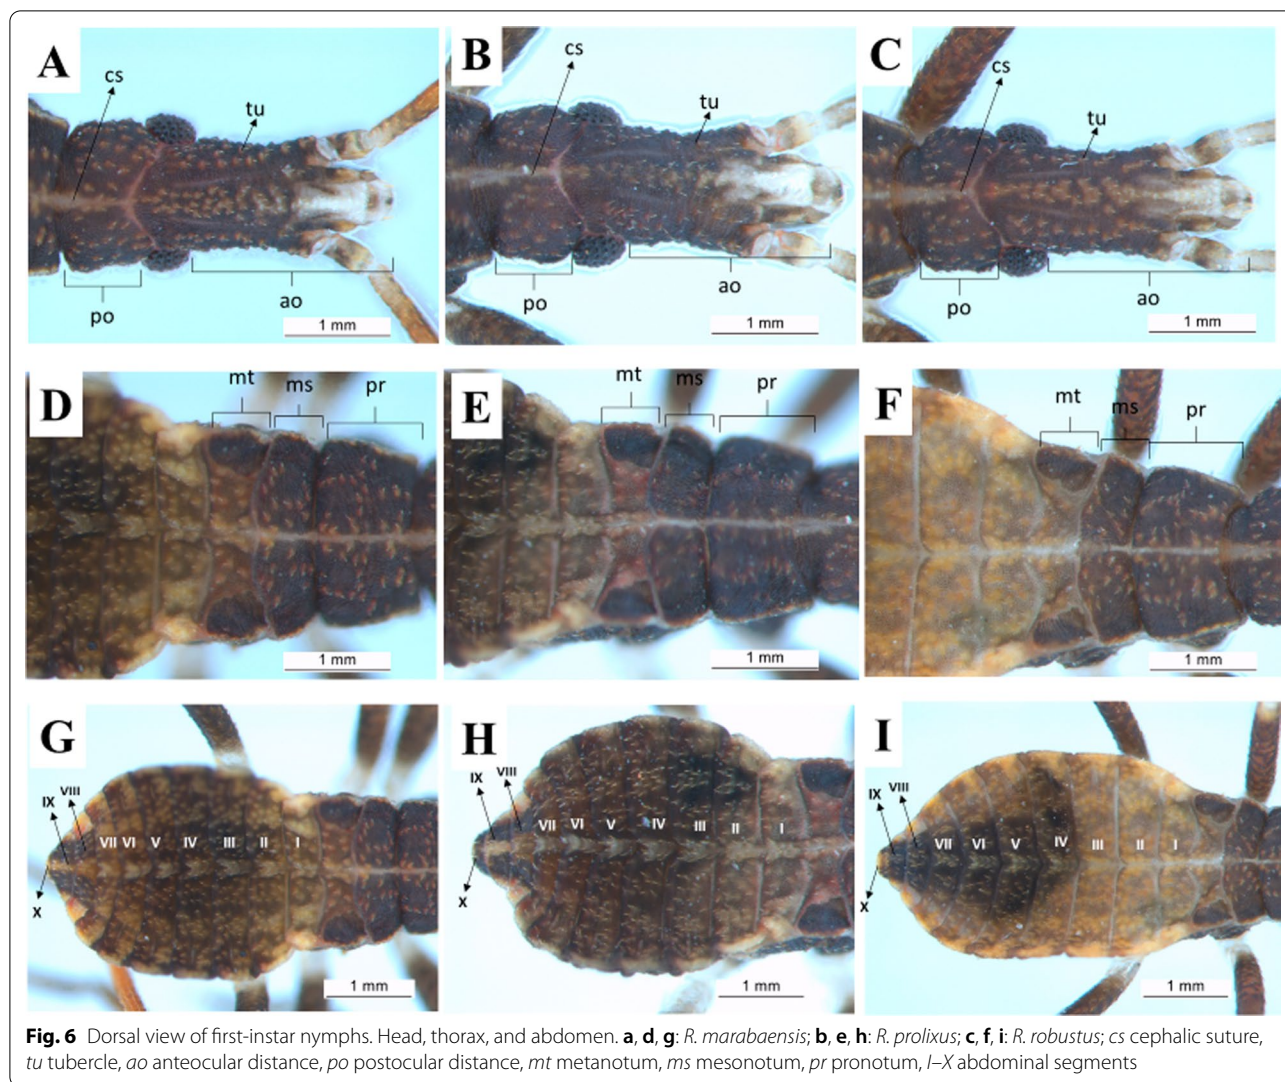 A
cs
tu
po
ao
1 mm
B
cs
tu
po
ao
1 mm
C
cs
tu
po
ao
1 mm
D
mt ms pr
1 mm
E
mt ms pr
1 mm
F
mt ms pr
1 mm
G
IX VIII
VII VI V IV III II I
X
1 mm
H
IX VIII
VII VI V IV III II I
X
1 mm
I
IX VIII
VII VI V IV III II I
X
1 mm
Fig. 6 Dorsal view of first-instar nymphs. Head, thorax, and abdomen. a, d, g: R. marabaensis; b, e, h: R. prolixus; c, f, i: R. robustus; cs cephalic suture,
tu tubercle, ao anteocular distance, po postocular distance, mt metanotum, ms mesonotum, pr pronotum, I–X abdominal segments